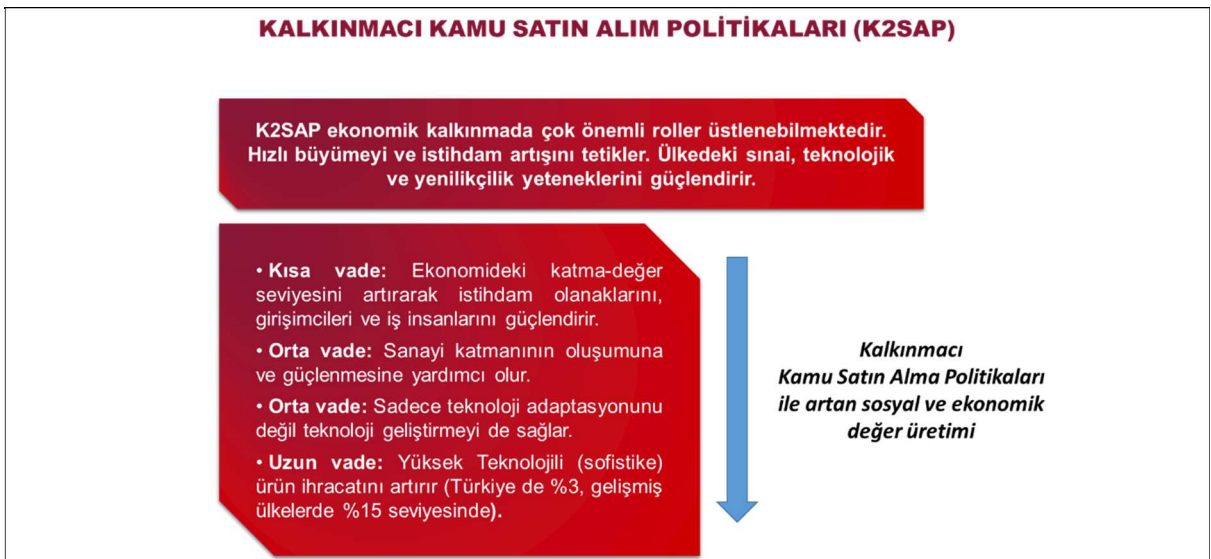 KALKINMACI KAMU SATIN ALIM POLİTİKALARI (K2SAP)
K2SAP ekonomik kalkınmada çok önemli roller üstlenebilmektedir.
Hızlı büyümeyi ve istihdam artışını tetikler. Ülkedeki sınai, teknolojik
ve yenilikçilik yeteneklerini güçlendirir.
• Kısa vade: Ekonomideki katma-değer
seviyesini artırarak istihdam olanaklarını,
girişimcileri ve iş insanlarını güçlendirir.
• Orta vade: Sanayi katmanının oluşumuna
ve güçlenmesine yardımcı olur.
• Orta vade: Sadece teknoloji adaptasyonunu
değil teknoloji geliştirmeyi de sağlar.
• Uzun vade: Yüksek Teknolojili (sofistike)
ürün ihracatını artırır (Türkiye de %3, gelişmiş
ülkelerde %15 seviyesinde).
Kalkınmacı
Kamu Satın Alma Politikaları
ile artan sosyal ve ekonomik
değer üretimi